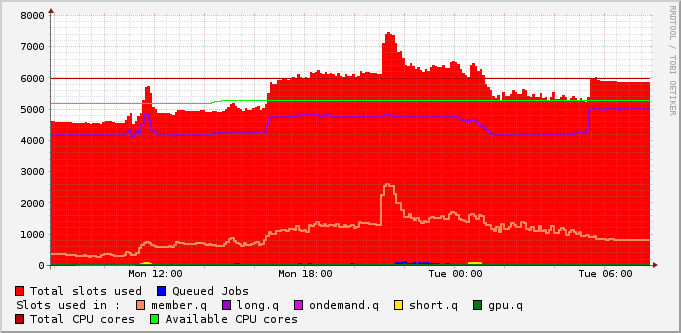 8000
7000
6000
5000
4000
3000
2000
1000
0
Mon 12:00 Mon 18:00 Tue 00:00 Tue 06:00
Total slots used Queued Jobs
Slots used in : member.q long.q ondemand.q short.q gpu.q
Total CPU cores Available CPU cores
RRDTOOL / TOBI OETIKER